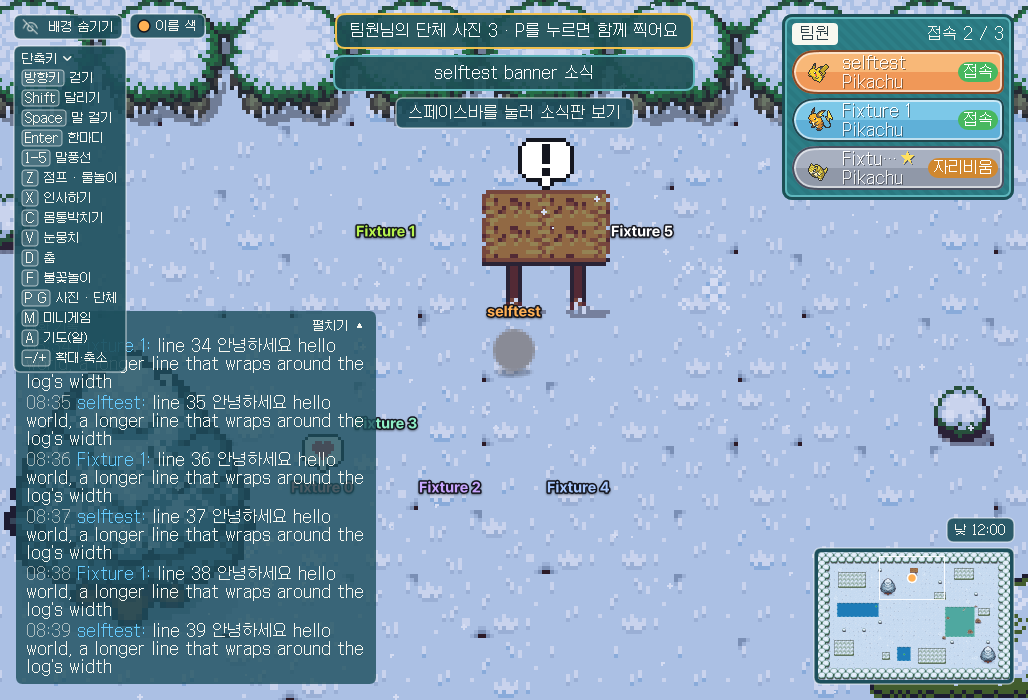 배경 숨기기
이름 색
단축키
방향키 걷기
Shift 달리기
Space 말 걸기
Enter 한마디
1-5 말풍선
Z 점프 · 물놀이
X 인사하기
C 몸통박치기
V 눈뭉치
D 춤
F 불꽃놀이
P G 사진 · 단체
M 미니게임
A 기도(알)
-/+ 확대·축소
팀원님의 단체 사진 3 · P를 누르면 함께 찍어요
selftest banner 소식
스페이스바를 눌러 소식판 보기
팀원 접속 2 / 3
selftest
Pikachu
접속
Fixture 1
Pikachu
접속
Fixtu…
Pikachu
자리비움
!
Fixture 1
Fixture 5
selftest
펼치기
1: line 34 안녕하세요 hello
line that wraps around the
log's width
08:35 selftest: line 35 안녕하세요 hello
world, a longer line that wraps around the
log's width
08:36 Fixture 1: line 36 안녕하세요 hello
world, a longer line that wraps around the
log's width
08:37 selftest: line 37 안녕하세요 hello
world, a longer line that wraps around the
log's width
08:38 Fixture 1: line 38 안녕하세요 hello
world, a longer line that wraps around the
log's width
08:39 selftest: line 39 안녕하세요 hello
world, a longer line that wraps around the
log's width
Fixture 3
Fixture 2
Fixture 4
낮 12:00